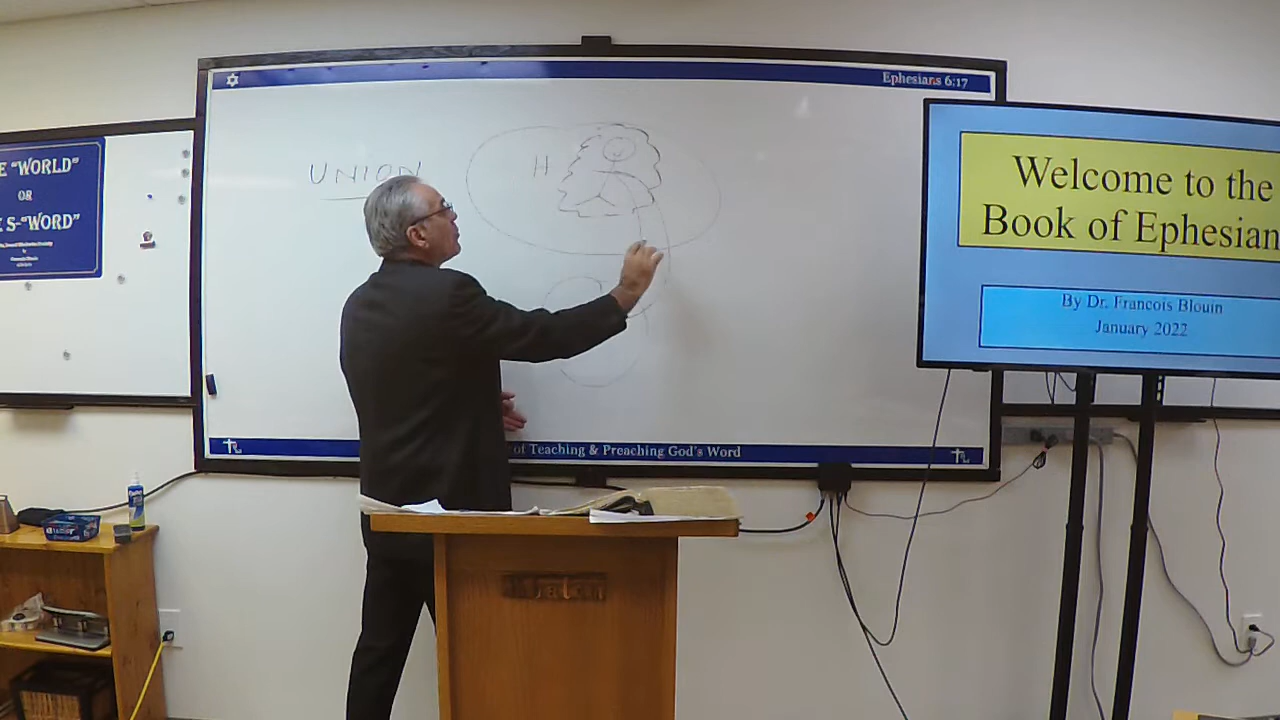 E "WORLD"
OR
E S-"WORD"
Ephesians 6:17
UNION
H
of Teaching & Preaching God's Word
Welcome to the
Book of Ephesian
By Dr. Francois Blouin
January 2022